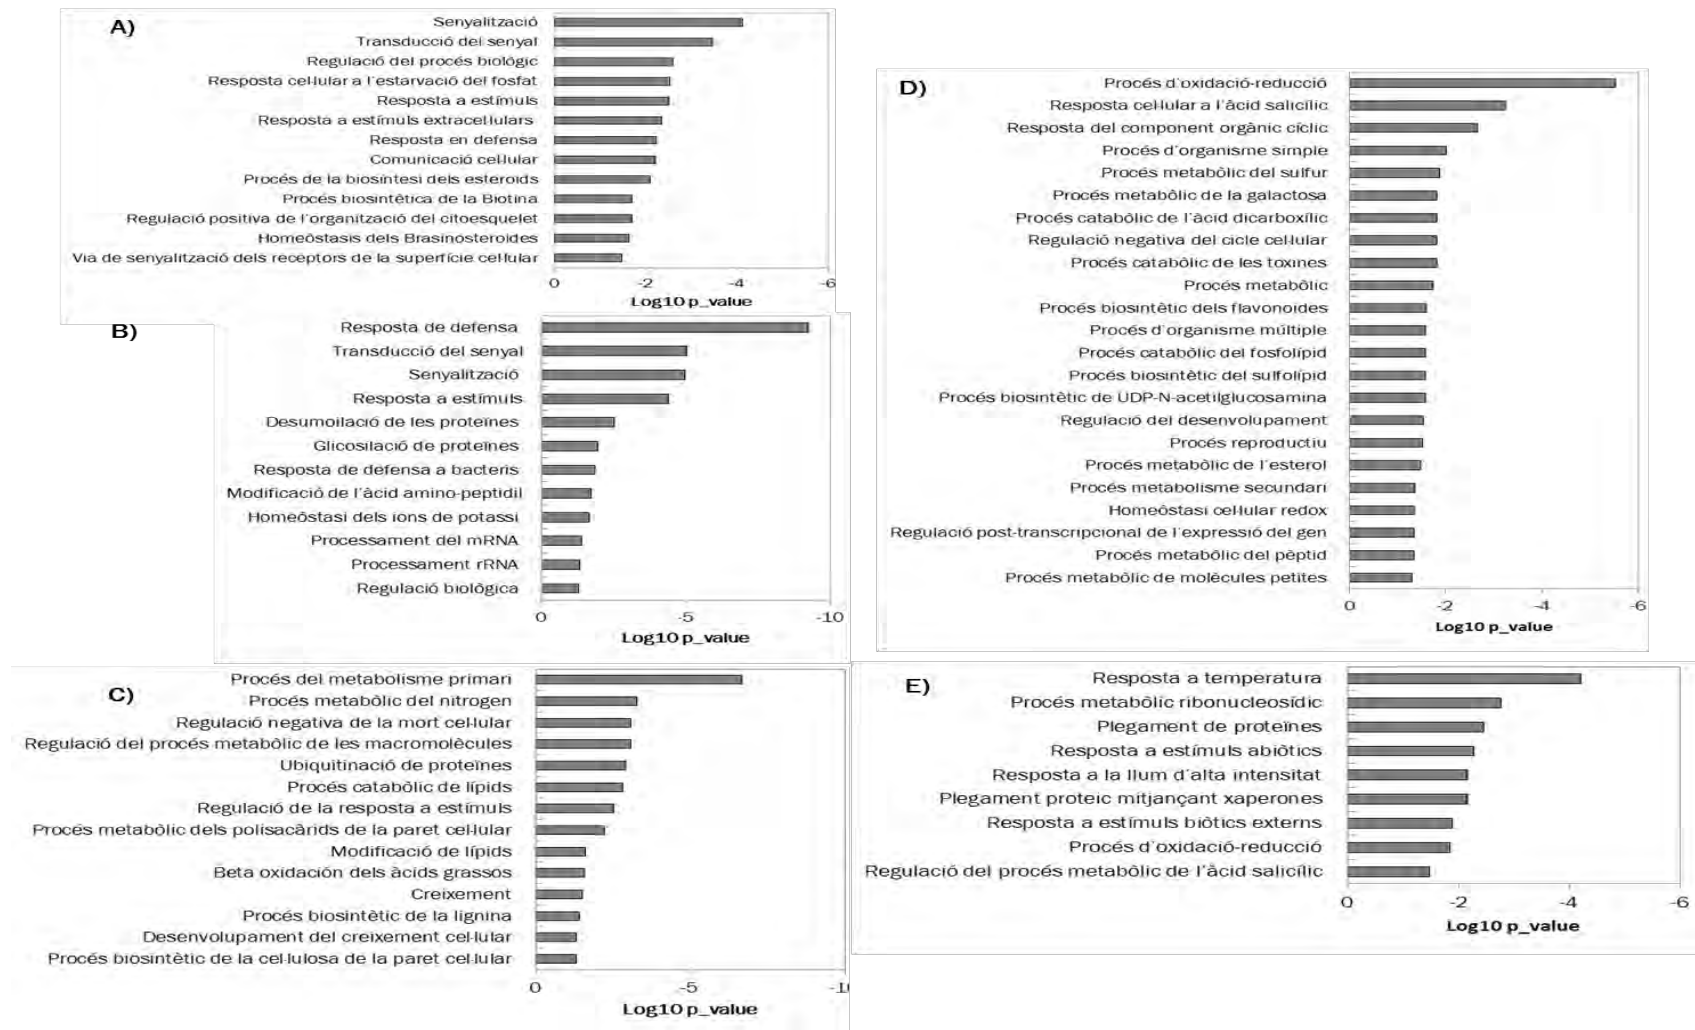 A)
Senyalització
Transducció del senyal
Regulació del procés biològic
Resposta cel·lular a l'estarvació del fosfat
Resposta a estímuls
Resposta a estímuls extracel·lulars
Resposta en defensa
Comunicació cel·lular
Procés de la biosíntesi dels esteroids
Procés biosintètica de la Biotina
Regulació positiva de l'organització del citoesquelet
Homeòstasis dels Brasinosteroides
Via de senyalització dels receptors de la superfície cel·lular
0 -2 -4 -6
Log10 p_value
B)
Resposta de defensa
Transducció del senyal
Senyalització
Resposta a estímuls
Desumoilació de les proteïnes
Glicosilació de proteïnes
Resposta de defensa a bacteris
Modificació de l'àcid amino-peptidil
Homeòstasi dels ions de potassi
Processament del mRNA
Processament rRNA
Regulació biològica
0 -5 -10
Log10 p_value
C)
Procés del metabolisme primari
Procés metabòlic del nitrogen
Regulació negativa de la mort cel·lular
Regulació del procés metabòlic de les macromolècules
Ubiquitinació de proteïnes
Procés catabòlic de lípids
Regulació de la resposta a estímuls
Procés metabòlic dels polisacàrids de la paret cel·lular
Modificació de lípids
Beta oxidación dels àcids grassos
Creixement
Procés biosintètic de la lignina
Desenvolupament del creixement cel·lular
Procés biosintètic de la cel·lulosa de la paret cel·lular
0 -5
Log10 p_value
D)
Procés d'oxidació-reducció
Resposta cel·lular a l'àcid salicílic
Resposta del component orgànic cíclic
Procés d'organisme simple
Procés metabòlic del sulfur
Procés metabòlic de la galactosa
Procés catabòlic de l'àcid dicarboxílic
Regulació negativa del cicle cel·lular
Procés catabòlic de les toxines
Procés metabòlic
Procés biosintètic dels flavonoides
Procés d'organisme múltiple
Procés catabòlic del fosfolípid
Procés biosintètic del sulfolípid
Procés biosintètic de UDP-N-acetilglucosamina
Regulació del desenvolupament
Procés reproductiu
Procés metabòlic de l'esterol
Procés metabolisme secundari
Homeòstasi cel·lular redox
Regulació post-transcripcional de l'expressió del gen
Procés metabòlic del pèptid
Procés metabòlic de molècules petites
0 -2 -4 -6
Log10 p_value
E)
Resposta a temperatura
Procés metabòlic ribonucleosídic
Plegament de proteïnes
Resposta a estímuls abiòtics
Resposta a la llum d'alta intensitat
Plegament proteic mitjançant xaperones
Resposta a estímuls biòtics externs
Procés d'oxidació-reducció
Regulació del procés metabòlic de l'àcid salicílic
0 -2 -4 -6
Log10 p_value